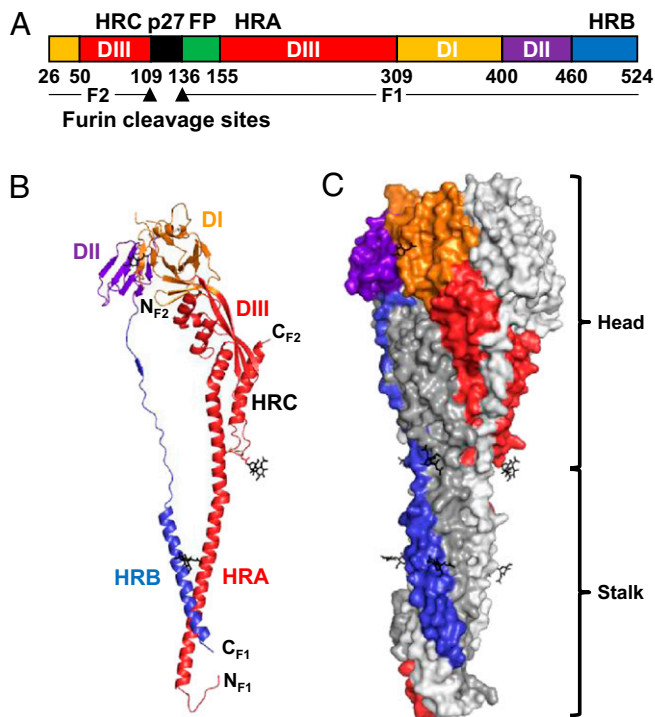 A
HRC p27 FP HRA HRB
DIII DIII DI DII
26 50 109 136 155 309 400 460 524
F2 F1
Furin cleavage sites
B
C
DI
DII
NF2
DIII
CF2
HRC
HRB
HRA
CF1
NF1
Head
Stalk